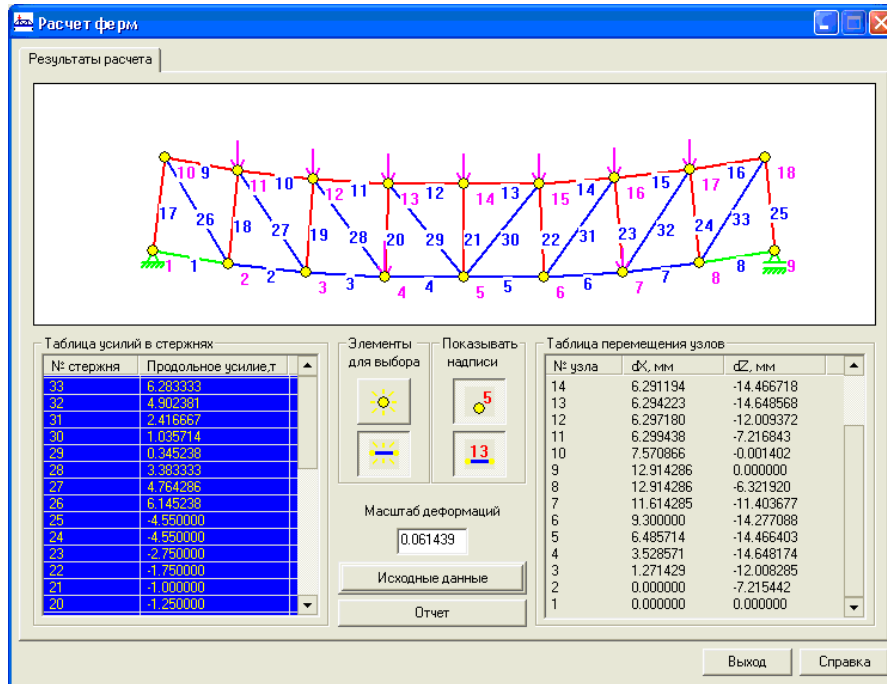 Расчет ферм
Результаты расчета
10 9 11 10 12 11 13 12 14 13 15 14 16 15 17 16 18
17 26 18 27 19 28 20 29 21 30 22 31 23 32 24 33 25
1 1 2 2 3 3 4 4 5 5 6 6 7 7 8 8 9
Таблица усилий в стержнях
№ стержня Продольное усилие,т
33 6.283333
32 4.902381
31 2.416667
30 1.035714
29 0.345238
28 3.383333
27 4.764286
26 6.145238
25 -4.550000
24 -4.550000
23 -2.750000
22 -1.750000
21 -1.000000
20 -1.250000
Элементы
для выбора
Показывать
надписи
5
13
Масштаб деформаций
0.061439
Исходные данные
Отчет
Таблица перемещения узлов
№ узла dX, мм dZ, мм
14 6.291194 -14.466718
13 6.294223 -14.648568
12 6.297180 -12.009372
11 6.299438 -7.216843
10 7.570866 -0.001402
9 12.914286 0.000000
8 12.914286 -6.321920
7 11.614285 -11.403677
6 9.300000 -14.277088
5 6.485714 -14.466403
4 3.528571 -14.648174
3 1.271429 -12.008285
2 0.000000 -7.215442
1 0.000000 0.000000
Выход
Справка